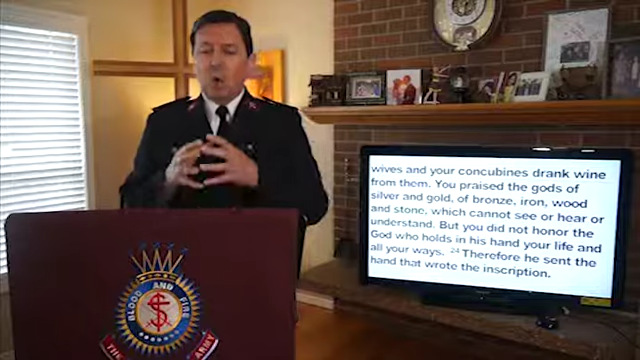 wives and your concubines drank wine
from them. You praised the gods of
silver and gold, of bronze, iron, wood
and stone, which cannot see or hear or
understand. But you did not honor the
God who holds in his hand your life and
all your ways. 24 Therefore he sent the
hand that wrote the inscription.
BLOOD AND FIRE
THE ARMY